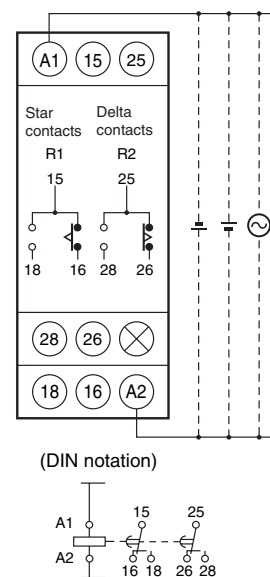 A1 15 25
Star Delta
contacts contacts
R1 R2
15 25
18 16 28 26
28 26
18 16 A2
(DIN notation)
15 25
A1
A2
16 18 26 28